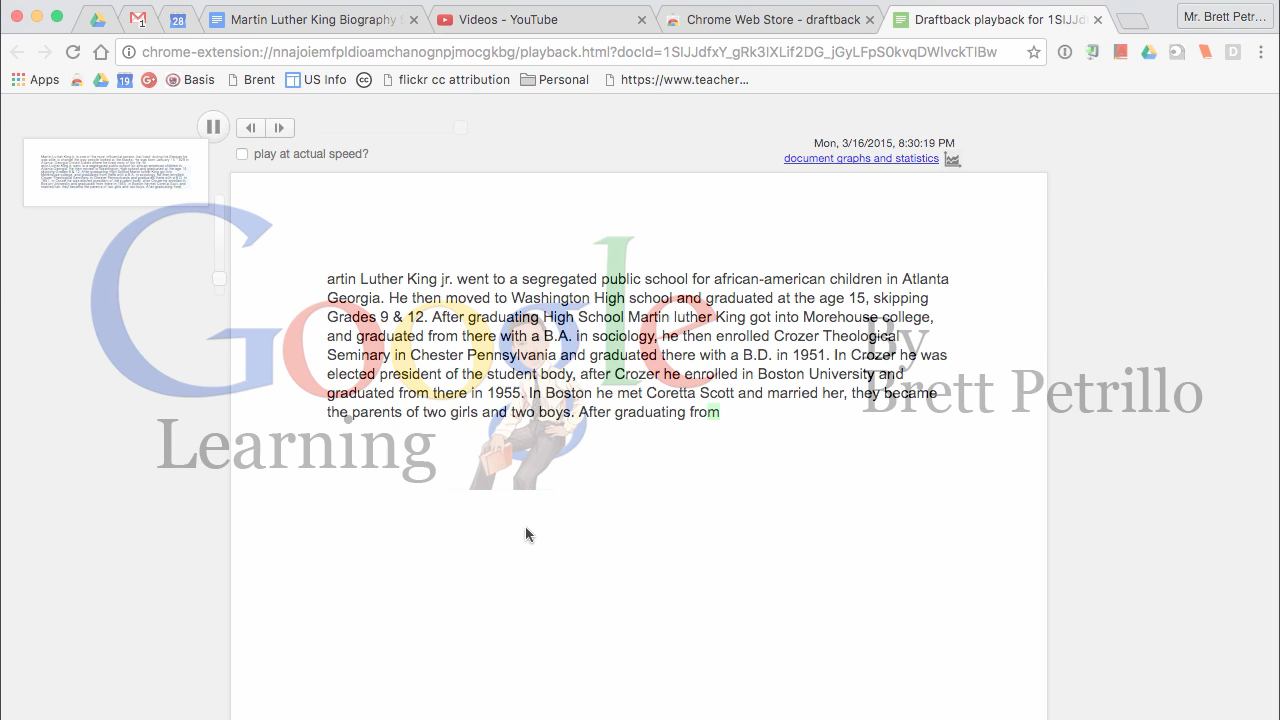 Martin Luther King Biography
Videos - YouTube
Chrome Web Store - draftback
Draftback playback for 1SlJJd
Mr. Brett Petr...
chrome-extension://nnajoiemfpldioamchanognpjmocgkbg/playback.html?docId=1SlJJdfxY_gRk3IXLif2DG_jGyLFpS0kvqDWIvckTlBw
Apps
19
Basis
Brent
US Info
flickr cc attribution
Personal
https://www.teacher...
1
28
play at actual speed?
Mon, 3/16/2015, 8:30:19 PM
document graphs and statistics
artin Luther King jr. went to a segregated public school for african-american children in Atlanta
Georgia. He then moved to Washington High school and graduated at the age 15, skipping
Grades 9 & 12. After graduating High School Martin luther King got into Morehouse college,
and graduated from there with a B.A. in sociology, he then enrolled Crozer Theological
Seminary in Chester Pennsylvania and graduated there with a B.D. in 1951. In Crozer he was
elected president of the student body, after Crozer he enrolled in Boston University and
graduated from there in 1955. In Boston he met Coretta Scott and married her, they became
the parents of two girls and two boys. After graduating from
Google
Learning
By
Brett Petrillo